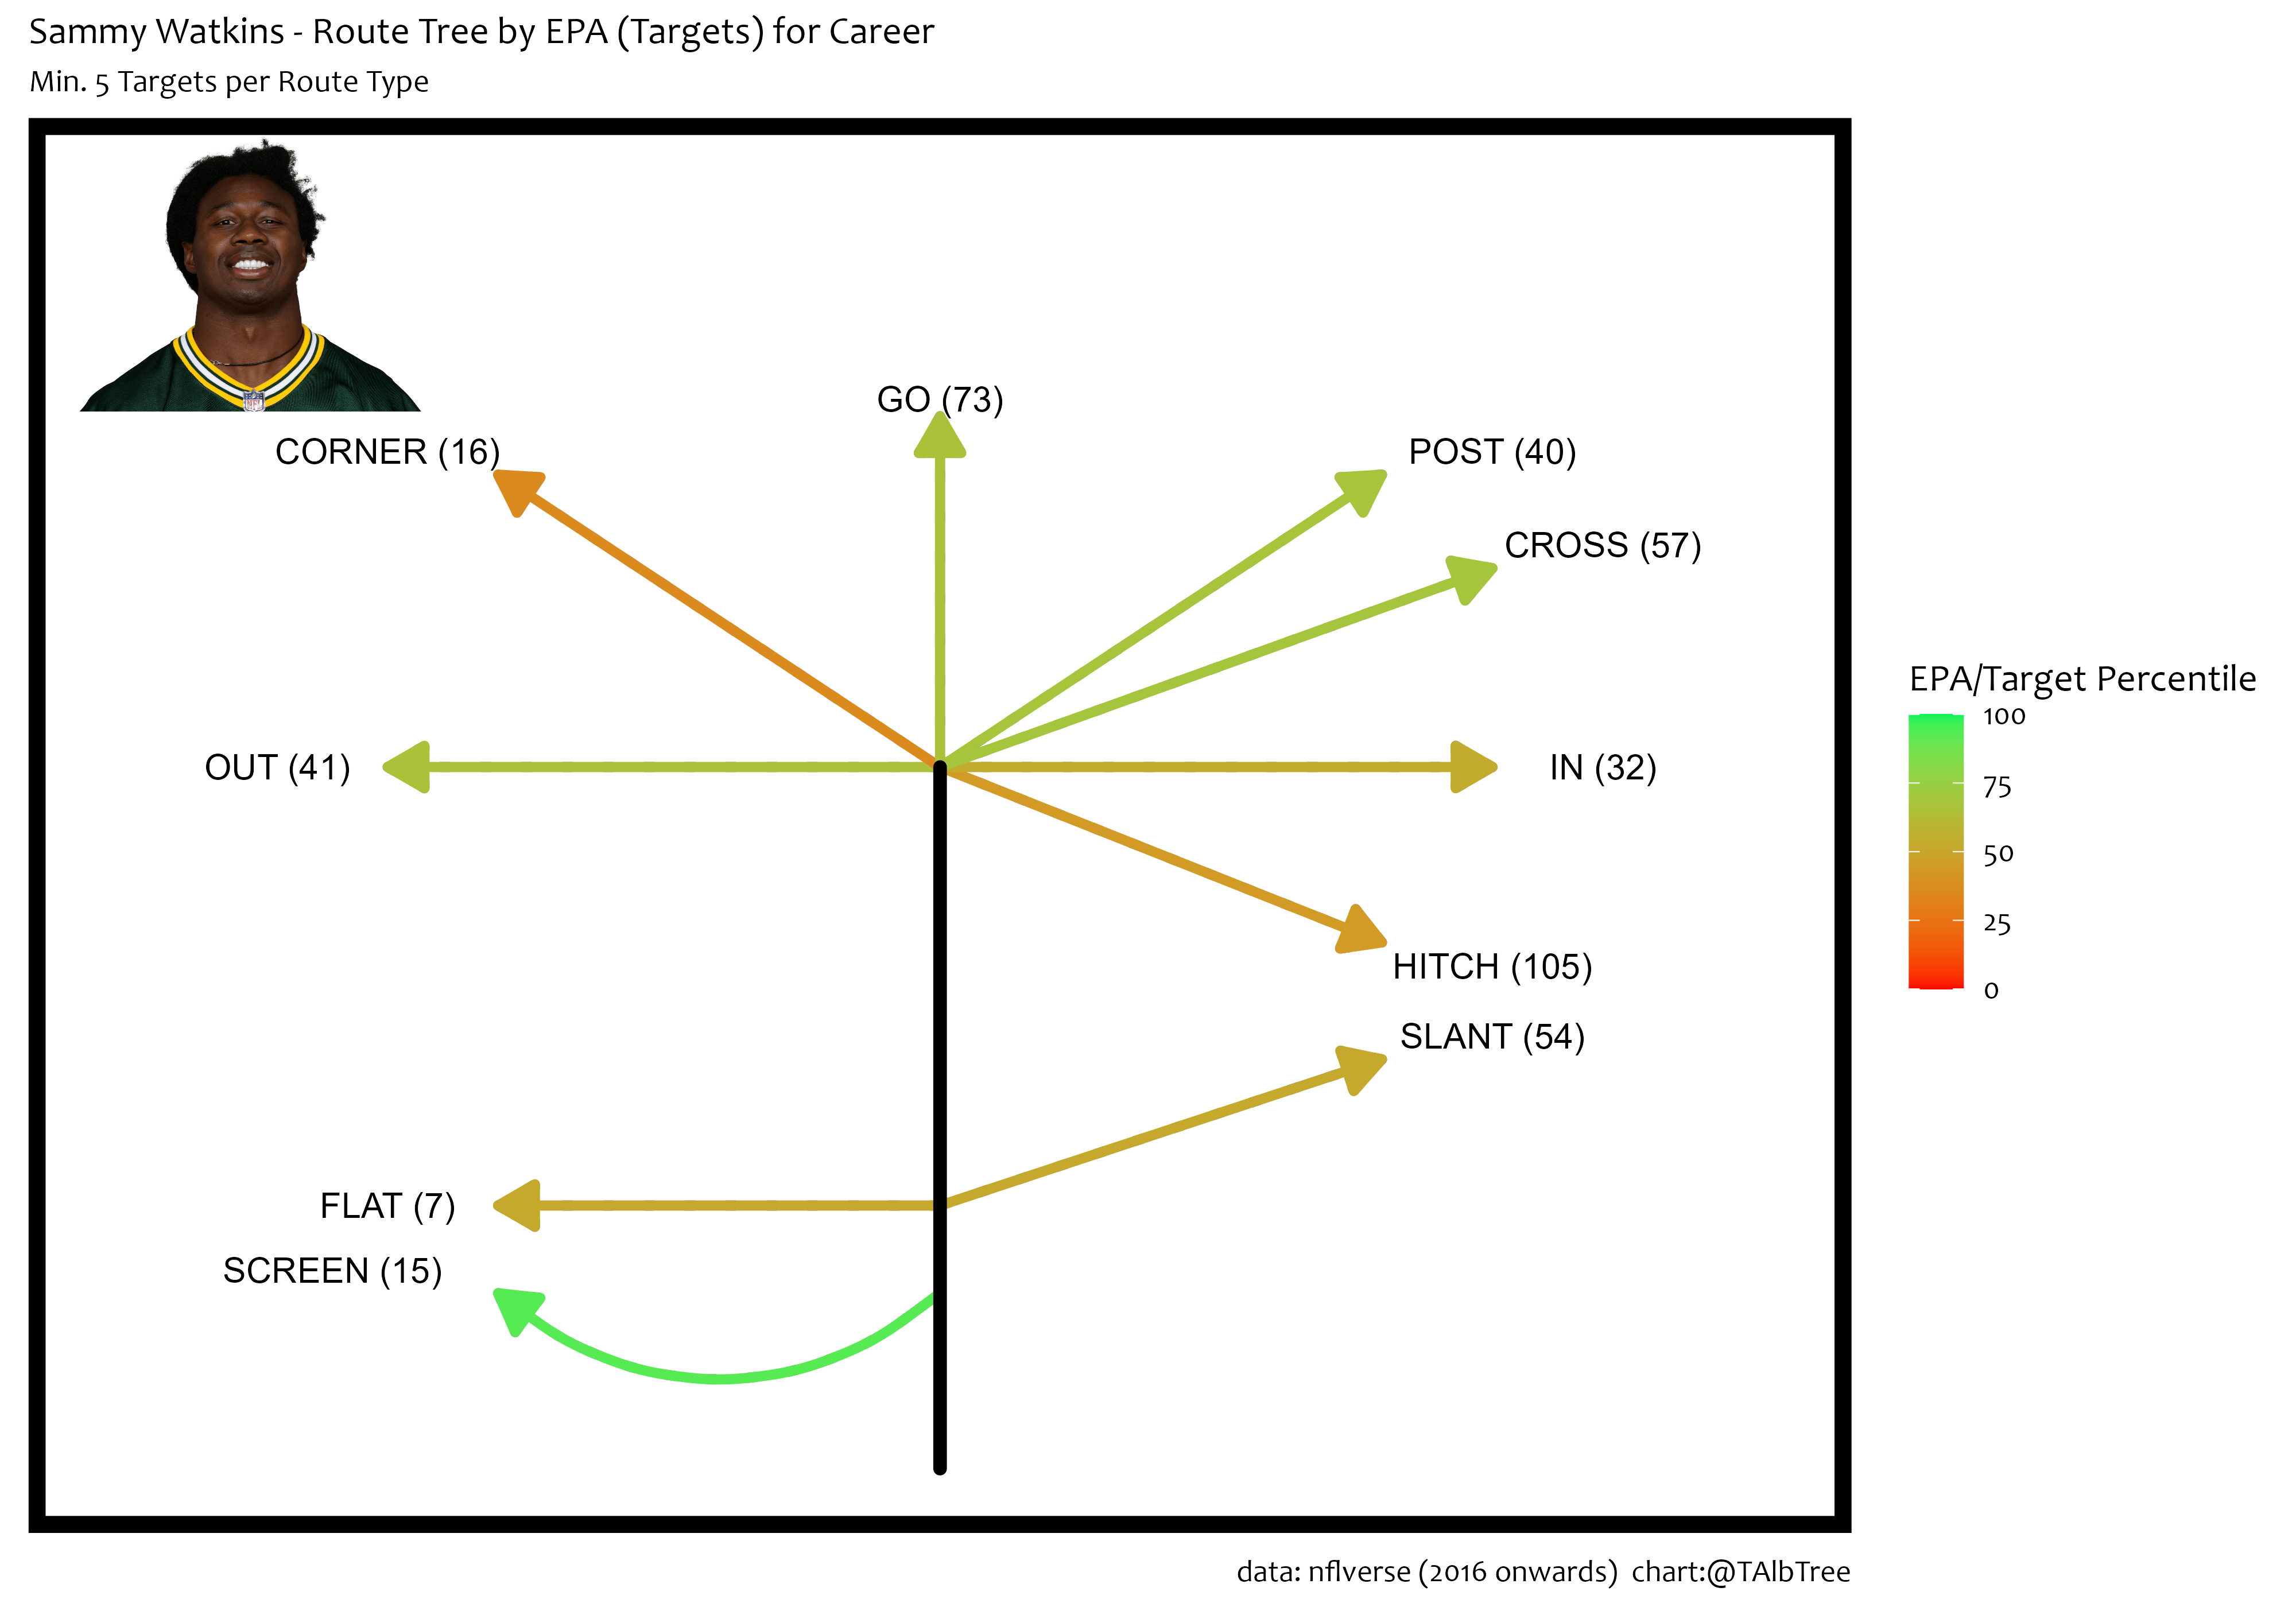 Sammy Watkins - Route Tree by EPA (Targets) for Career
Min. 5 Targets per Route Type
GO (73)
CORNER (16)
POST (40)
CROSS (57)
OUT (41)
IN (32)
HITCH (105)
SLANT (54)
FLAT (7)
SCREEN (15)
EPA/Target Percentile
100
75
50
25
0
NFL
data: nflverse (2016 onwards)  chart:@TAlbTree